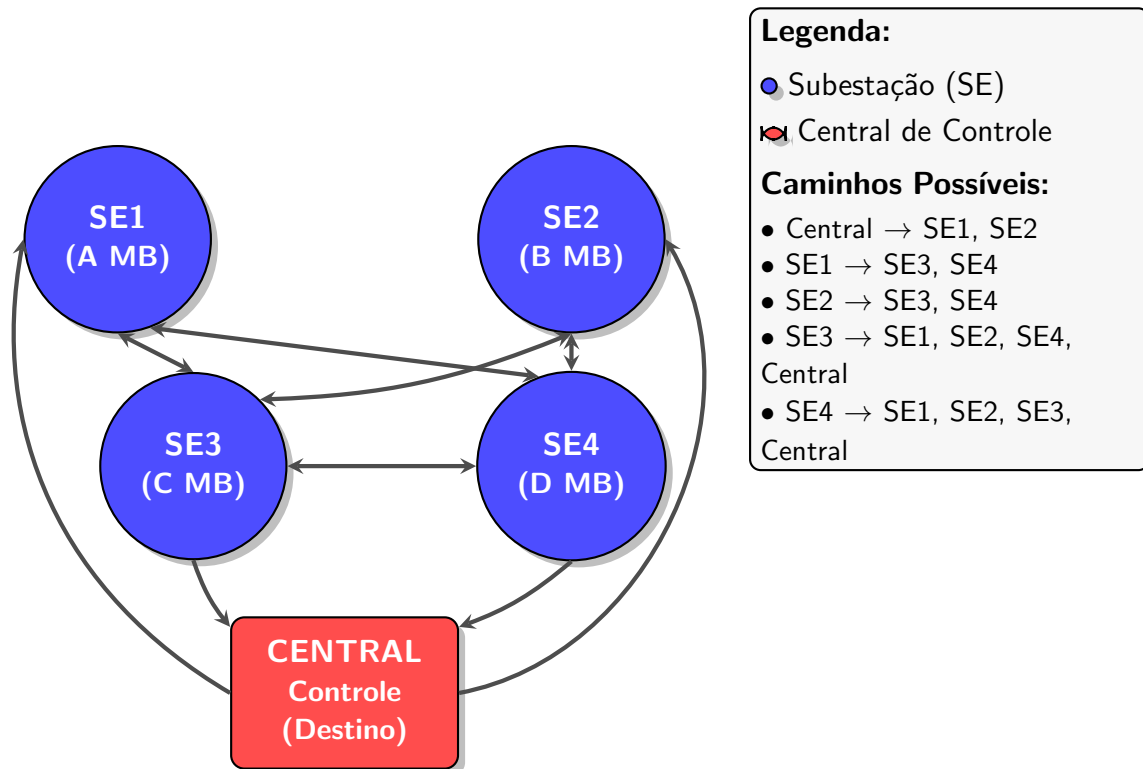 Legenda:
Subestação (SE)
Central de Controle
Caminhos Possíveis:
• Central → SE1, SE2
• SE1 → SE3, SE4
• SE2 → SE3, SE4
• SE3 → SE1, SE2, SE4,
Central
• SE4 → SE1, SE2, SE3,
Central
SE1
(A MB)
SE2
(B MB)
SE3
(C MB)
SE4
(D MB)
CENTRAL
Controle
(Destino)